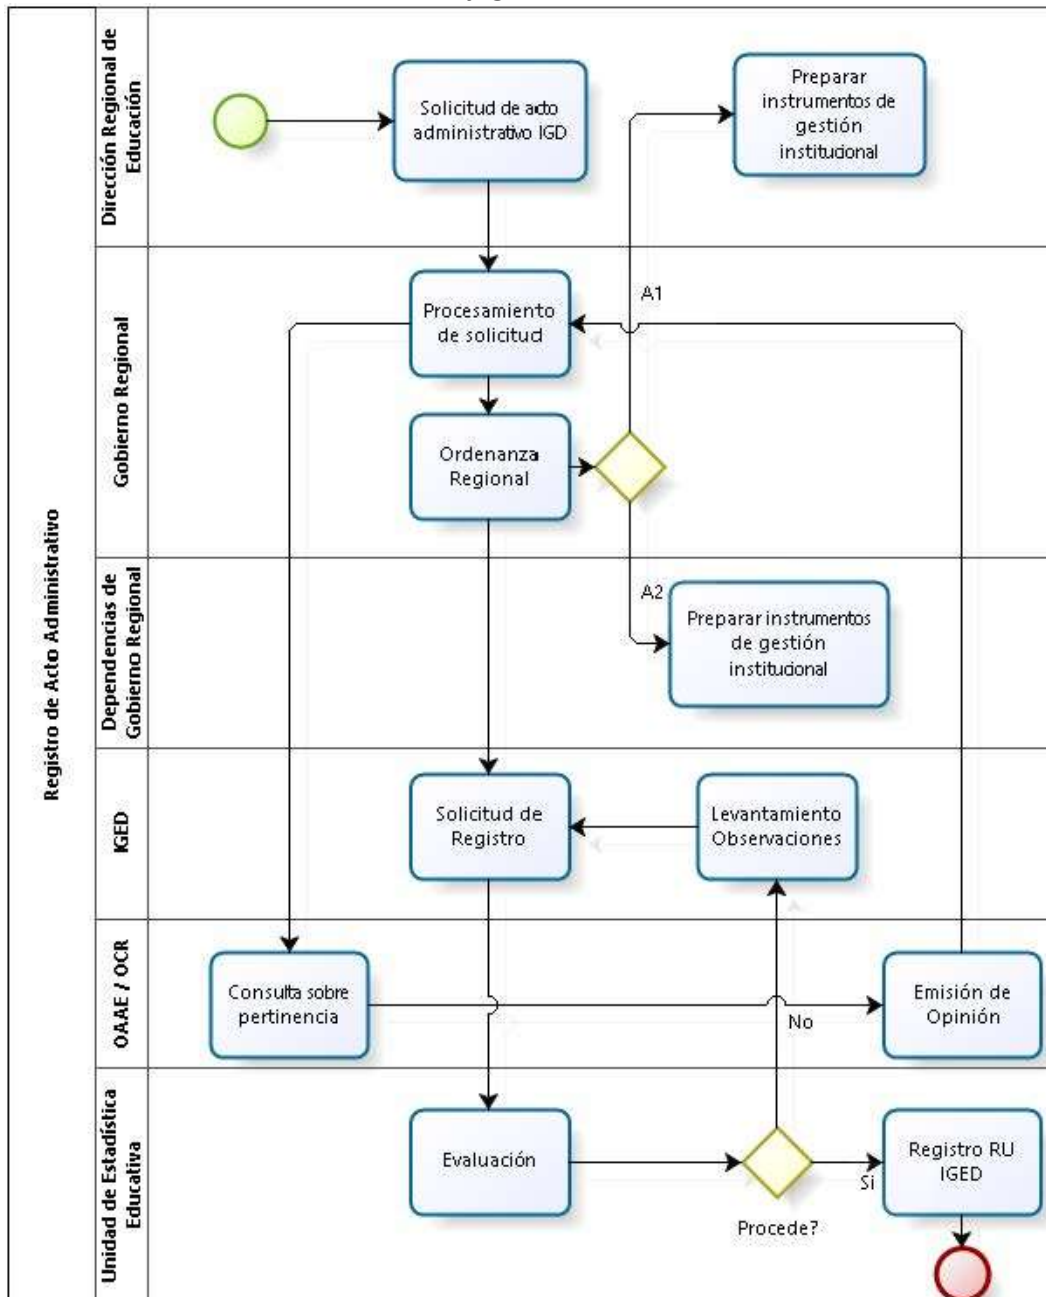 Registro de Acto Administrativo
Dirección Regional de
Educación
Solicitud de acto
administrativo IGD
Preparar
instrumentos de
gestión
institucional
Gobierno Regional
Procesamiento
de solicitud
A1
Ordenanza
Regional
Dependencias de
Gobierno Regional
A2
Preparar instrumentos
de gestión
institucional
IGED
Solicitud de
Registro
Levantamiento
Observaciones
OAAE / OCR
Consulta sobre
pertinencia
No
Emisión de
Opinión
Unidad de Estadística
Educativa
Evaluación
Procede?
Si
Registro RU
IGED